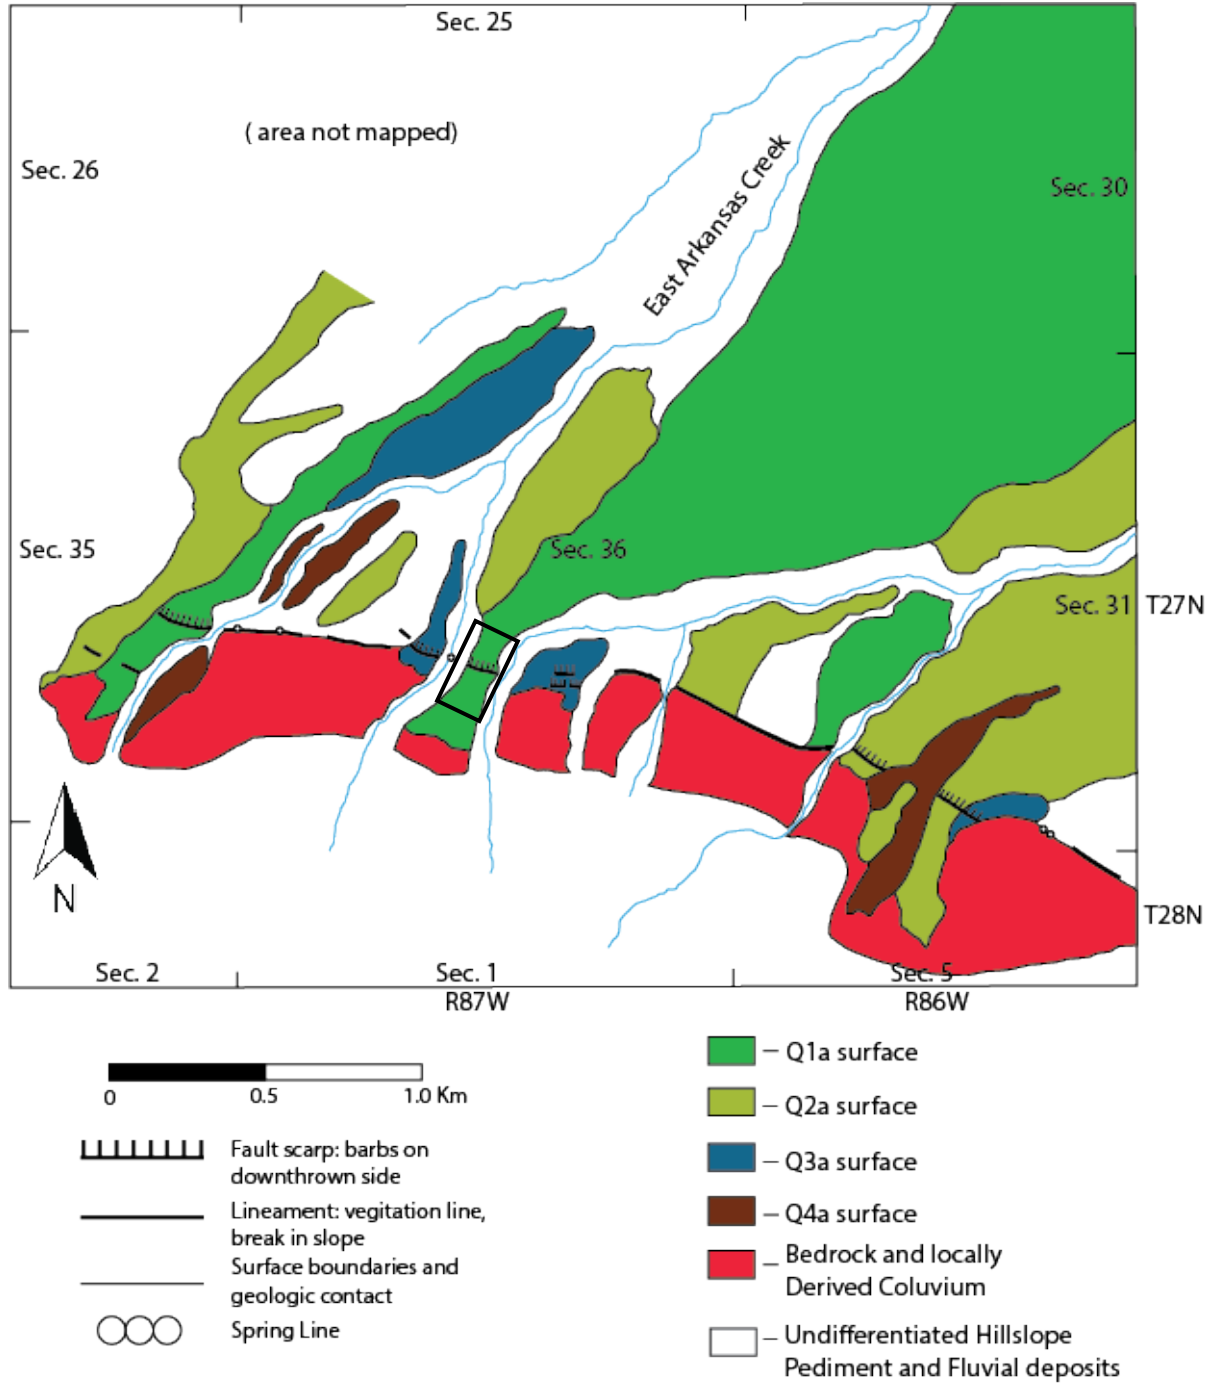 Sec. 25
( area not mapped)
Sec. 26
Sec. 30
East Arkansas Creek
Sec. 35
Sec. 36
Sec. 31
T27N
N
T28N
Sec. 2
Sec. 1
Sec. 5
R87W
R86W
0
0.5
1.0 Km
Fault scarp: barbs on
downthrown side
Lineament: vegitation line,
break in slope
Surface boundaries and
geologic contact
Spring Line
– Q1a surface
– Q2a surface
– Q3a surface
– Q4a surface
– Bedrock and locally
Derived Coluvium
– Undifferentiated Hillslope
Pediment and Fluvial deposits